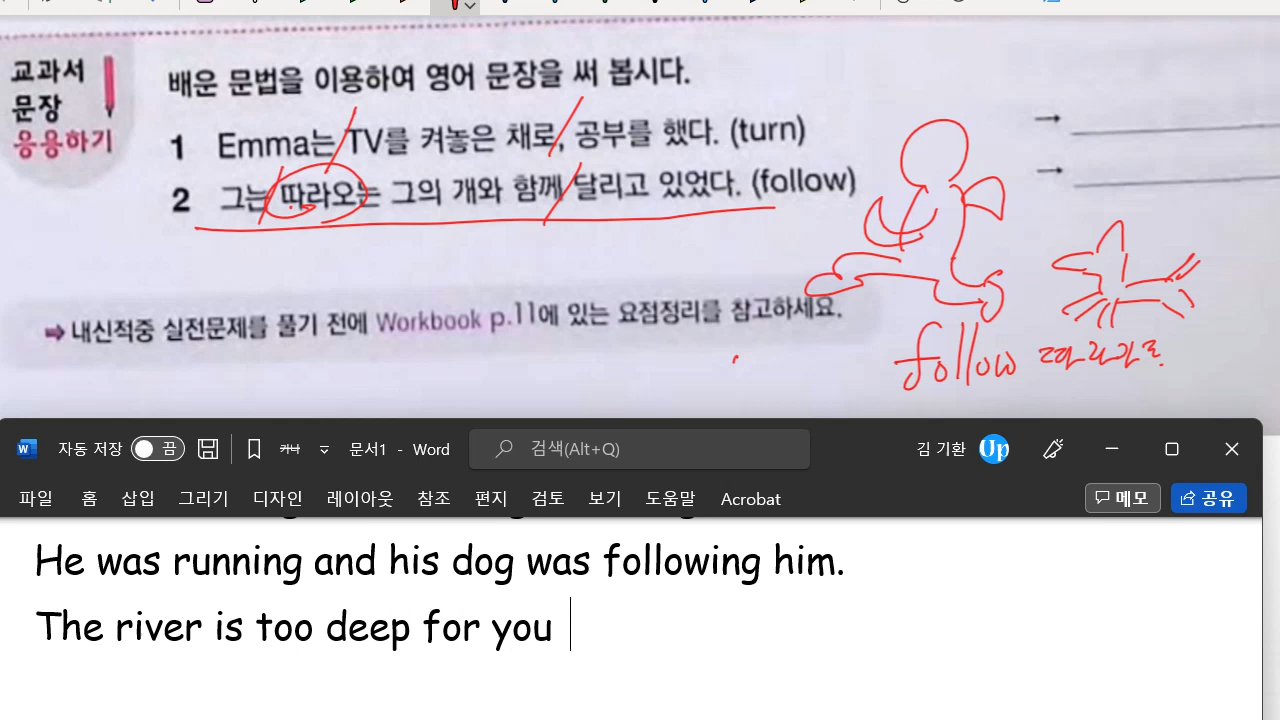 교과서
문장
응용하기
배운 문법을 이용하여 영어 문장을 써 봅시다.
1 Emma는 TV를 켜놓은 채로, 공부를 했다. (turn) →
2 그는 따라오는 그의 개와 함께 달리고 있었다. (follow) →
➡ 내신적중 실전문제를 풀기 전에 Workbook p.11에 있는 요점정리를 참고하세요.
follow 따라가다
자동 저장 끔 가나 문서1 - Word 검색(Alt+Q) 김 기환 Up
파일 홈 삽입 그리기 디자인 레이아웃 참조 편지 검토 보기 도움말 Acrobat 메모 공유
He was running and his dog was following him.
The river is too deep for you